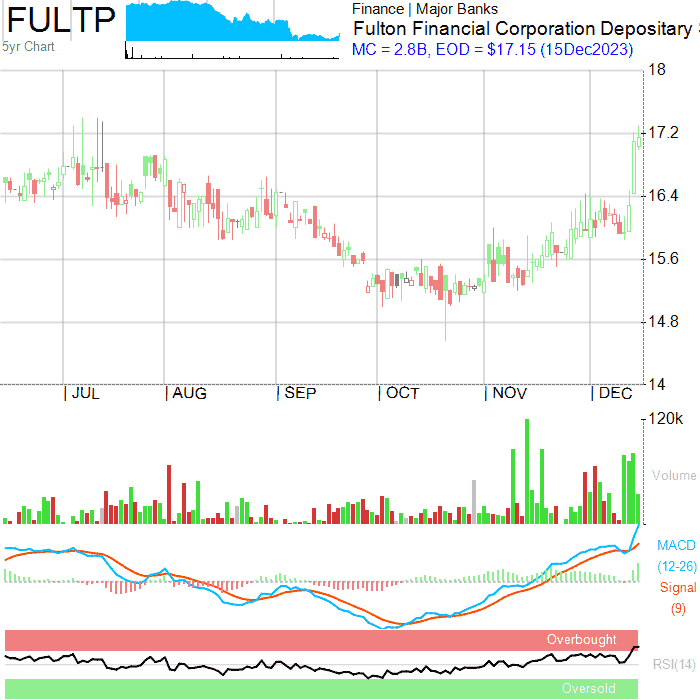 FULTP
5yr Chart
Finance | Major Banks
Fulton Financial Corporation Depositary
MC = 2.8B, EOD = $17.15 (15Dec2023)
18
17.2
16.4
15.6
14.8
14
JUL AUG SEP OCT NOV DEC
120k
Volume
MACD
(12-26)
Signal
(9)
Overbought
RSI(14)
Oversold